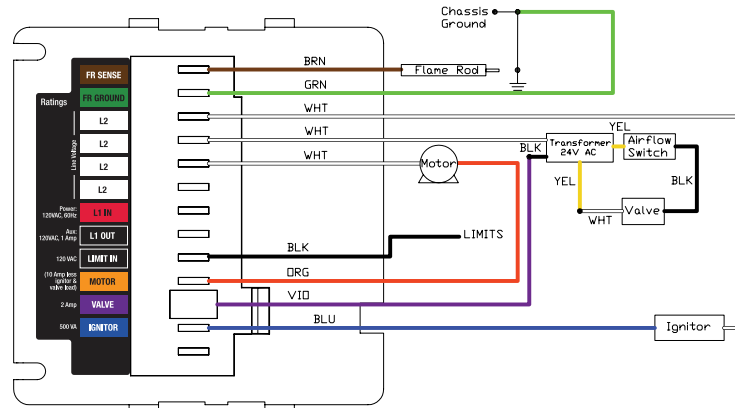 Chassis
Ground
BRN
Flame Rod
GRN
WHT
WHT
WHT
Motor
BLK
Transformer
24V AC
YEL
Airflow
Switch
YEL
BLK
WHT
Valve
BLK
LIMITS
ORG
VIO
BLU
Ignitor
Ratings
FR SENSE
FR GROUND
Line Voltage
L2
L2
L2
L2
Power:
120VAC, 60Hz
L1 IN
Aux:
120VAC, 1 Amp
L1 OUT
120 VAC
LIMIT IN
(10 Amp less
ignitor &
valve load)
MOTOR
2 Amp
VALVE
500 VA
IGNITOR